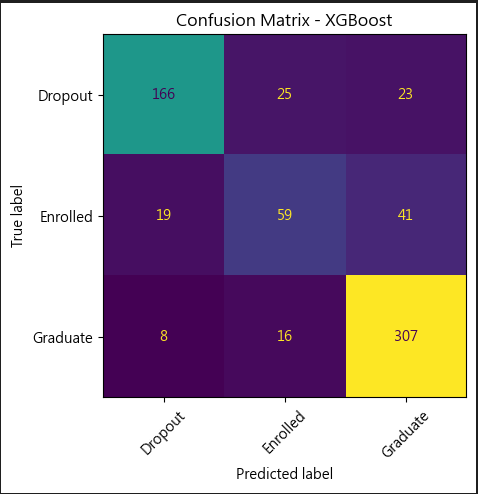 Confusion Matrix - XGBoost
True label
Dropout 166 25 23
Enrolled 19 59 41
Graduate 8 16 307
Dropout Enrolled Graduate
Predicted label